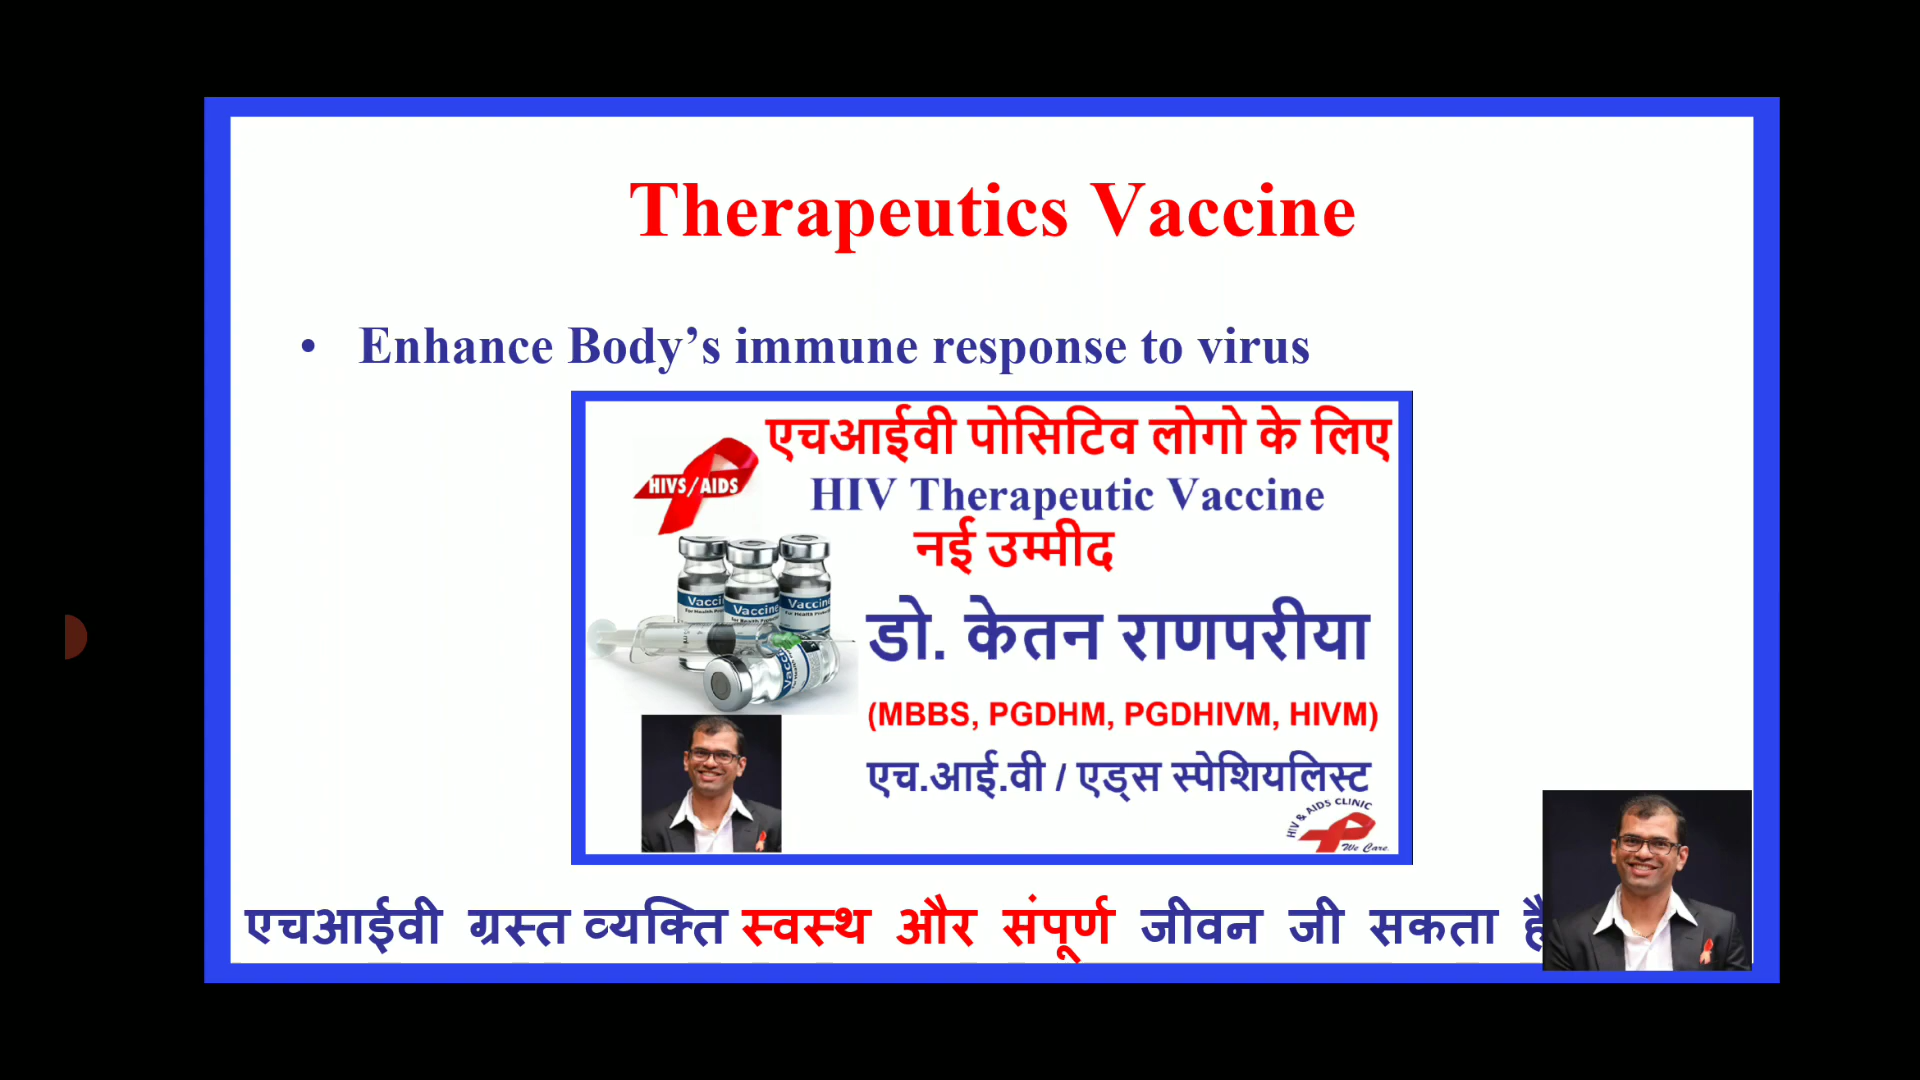 Therapeutics Vaccine
• Enhance Body’s immune response to virus
एचआईवी पोसिटिव लोगो के लिए
HIVS/AIDS
HIV Therapeutic Vaccine
नई उम्मीद
Vaccine
Vaccine
डो. केतन राणपरीया
(MBBS, PGDHM, PGDHIVM, HIVM)
एच.आई.वी / एड्स स्पेशियलिस्ट
HIV & AIDS CLINIC
We Care.
एचआईवी ग्रस्त व्यक्ति स्वस्थ और संपूर्ण जीवन जी सकता है